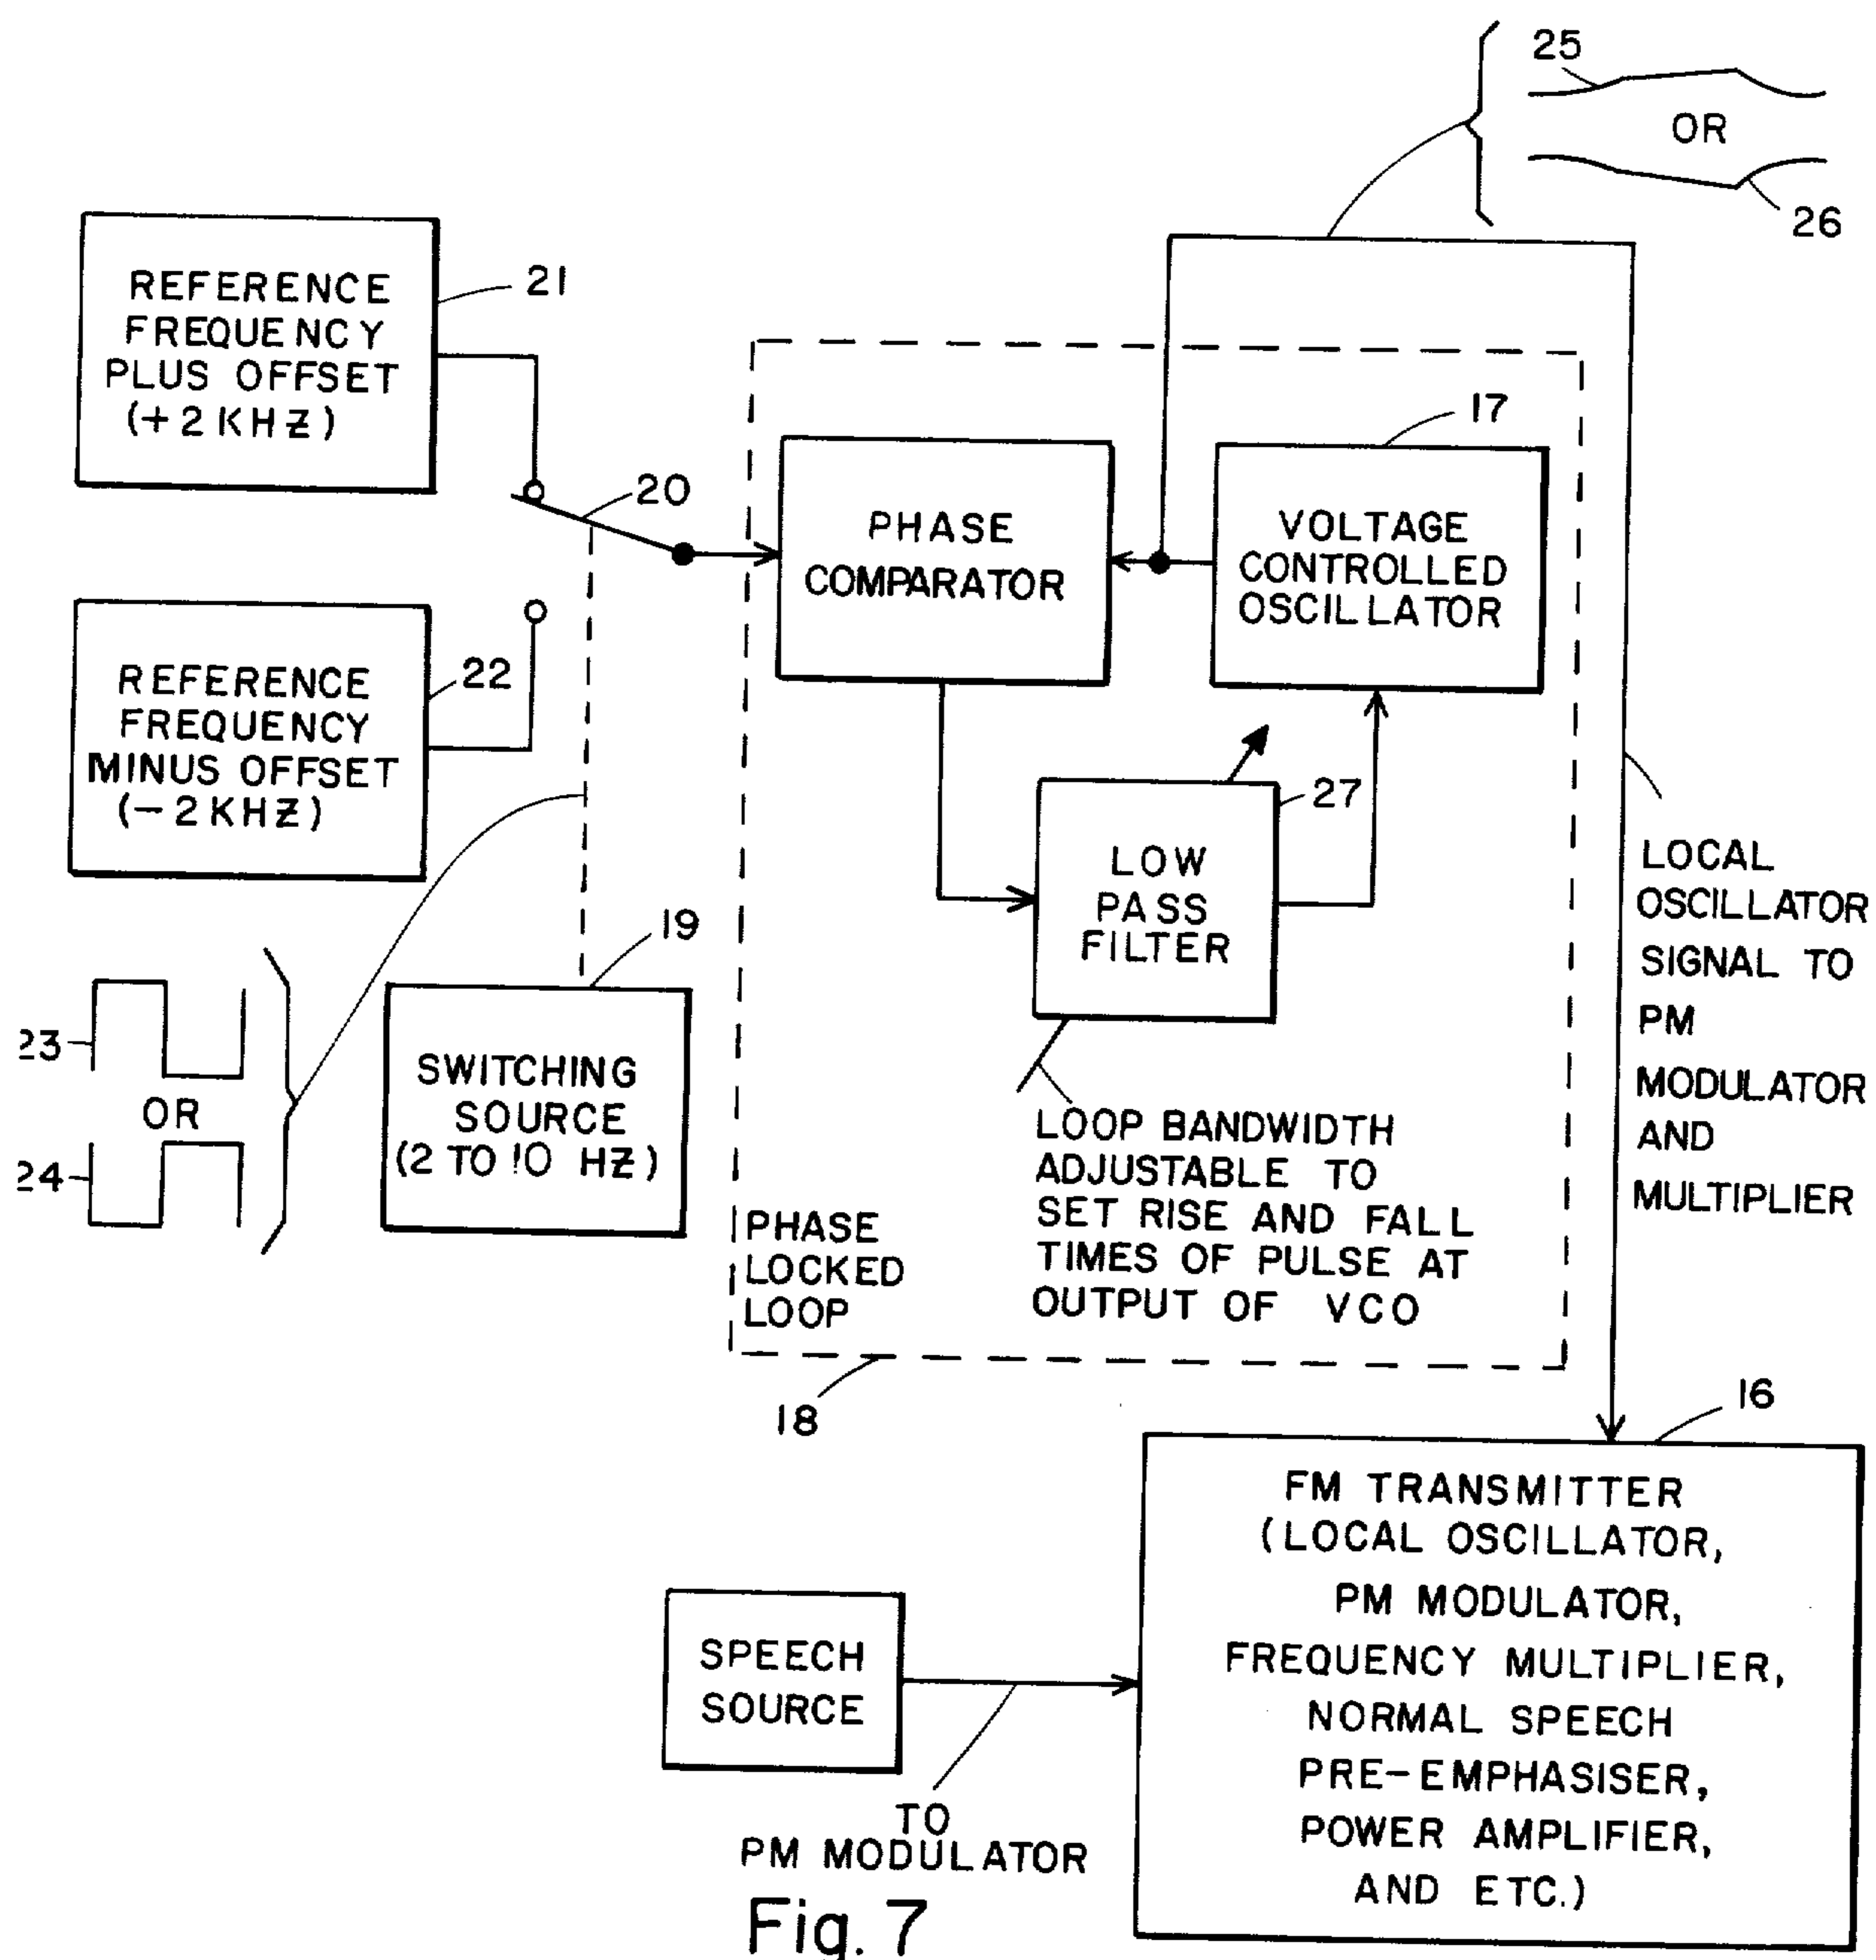 25
OR
26
REFERENCE
FREQUENCY
PLUS OFFSET
(+2 KHZ)
21
20
17
PHASE
COMPARATOR
VOLTAGE
CONTROLLED
OSCILLATOR
REFERENCE
FREQUENCY
MINUS OFFSET
(-2 KHZ)
22
27
LOW
PASS
FILTER
LOCAL
OSCILLATOR
SIGNAL TO
PM
MODULATOR
AND
MULTIPLIER
23
OR
24
19
SWITCHING
SOURCE
(2 TO 10 HZ)
LOOP BANDWIDTH
ADJUSTABLE TO
SET RISE AND FALL
TIMES OF PULSE AT
OUTPUT OF VCO
PHASE
LOCKED
LOOP
18
16
FM TRANSMITTER
(LOCAL OSCILLATOR,
PM MODULATOR,
FREQUENCY MULTIPLIER,
NORMAL SPEECH
PRE-EMPHASISER,
POWER AMPLIFIER,
AND ETC.)
SPEECH
SOURCE
TO
PM MODULATOR
Fig. 7